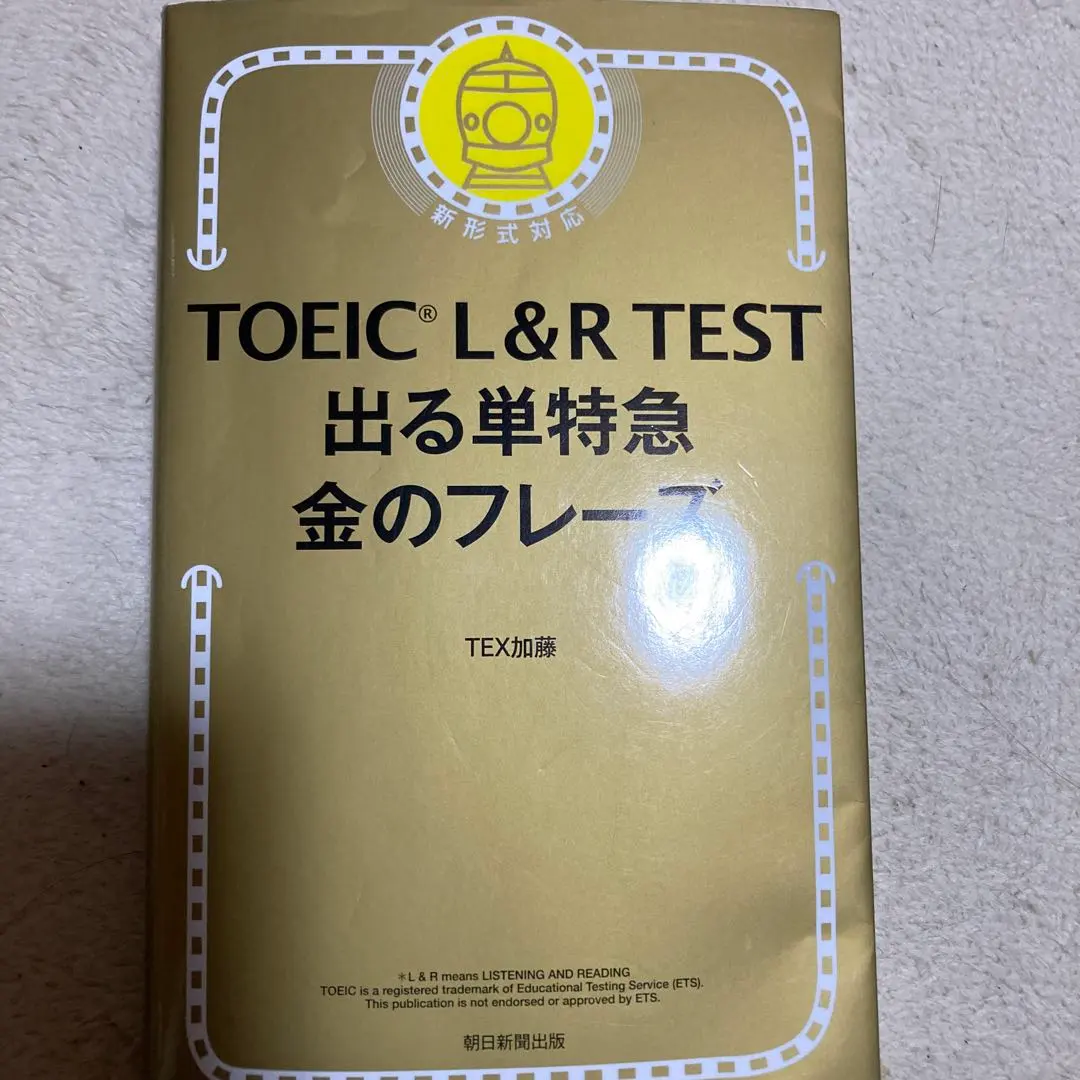 新形式対応
TOEIC® L&R TEST
出る単特急
金のフレーズ
TEX加藤
*L & R means LISTENING AND READING
TOEIC is a registered trademark of Educational Testing Service (ETS).
This publication is not endorsed or approved by ETS.
朝日新聞出版